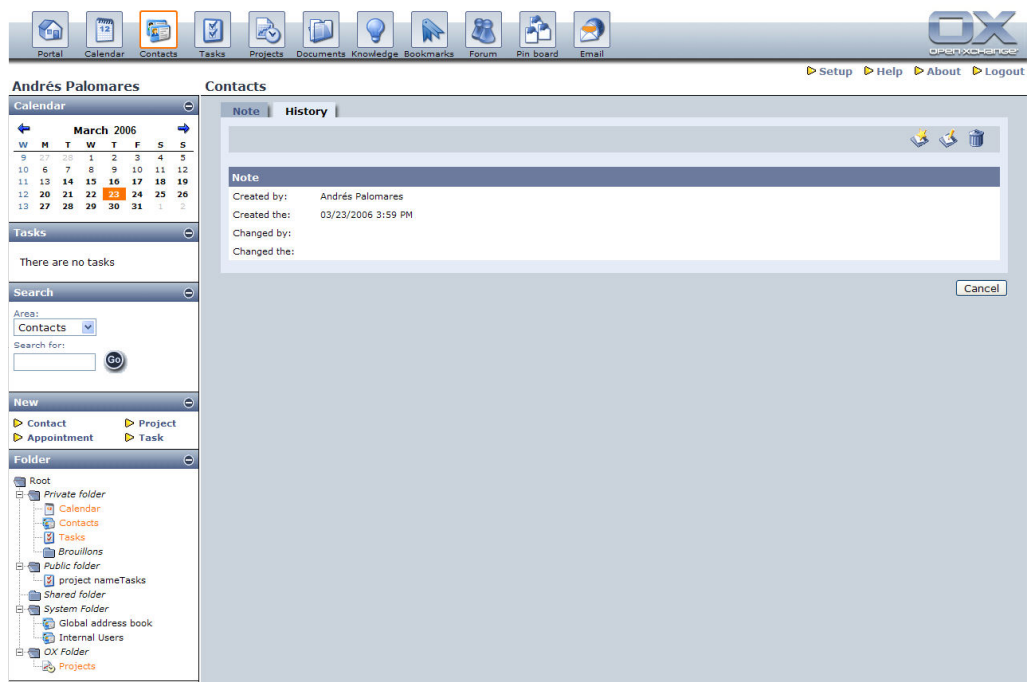 Portal Calendar Contacts Tasks Projects Documents Knowledge Bookmarks Forum Pin board Email
OX
OPEN-XCHANGE
Setup Help About Logout
Andrés Palomares
Contacts
Calendar
12
March 2006
W M T W T F S S
9 27 28 1 2 3 4 5
10 6 7 8 9 10 11 12
11 13 14 15 16 17 18 19
12 20 21 22 23 24 25 26
13 27 28 29 30 31 1 2
Tasks
There are no tasks
Search
Area:
Contacts
Search for:
Go
New
Contact Project
Appointment Task
Folder
Root
Private folder
Calendar
Contacts
Tasks
Brouillons
Public folder
project nameTasks
Shared folder
System Folder
Global address book
Internal Users
OX Folder
Projects
Note | History |
Note
Created by: Andrés Palomares
Created the: 03/23/2006 3:59 PM
Changed by:
Changed the:
Cancel